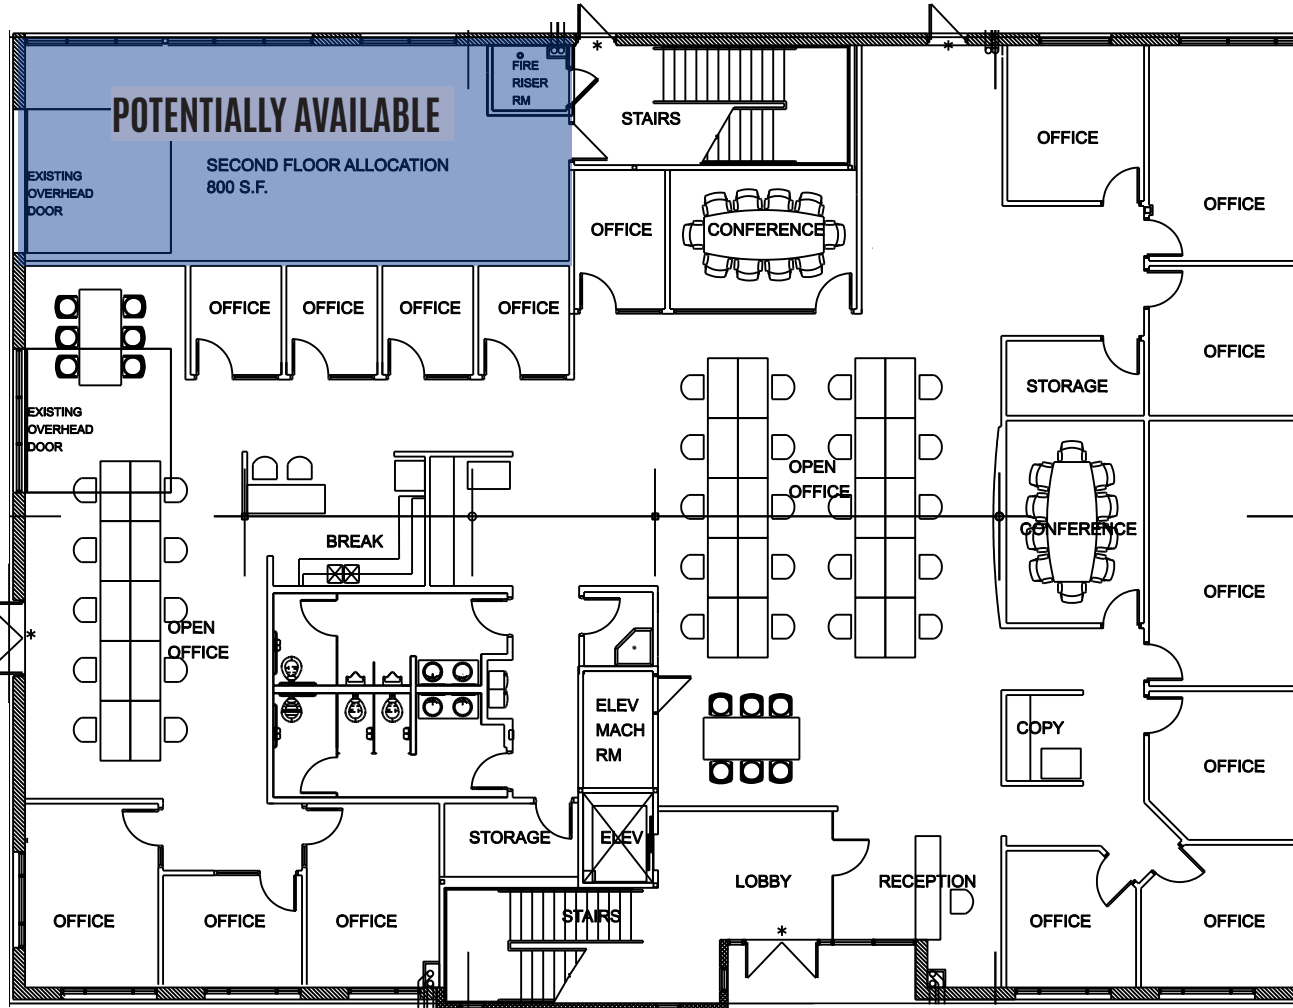 FIRE
RISER
RM
POTENTIALLY AVAILABLE
STAIRS
OFFICE
SECOND FLOOR ALLOCATION
800 S.F.
EXISTING
OVERHEAD
DOOR
OFFICE
OFFICE
CONFERENCE
OFFICE
OFFICE
OFFICE
OFFICE
OFFICE
STORAGE
EXISTING
OVERHEAD
DOOR
OPEN
OFFICE
CONFERENCE
BREAK
OFFICE
OPEN
OFFICE
ELEV
MACH
RM
COPY
OFFICE
STORAGE
ELEV
LOBBY
RECEPTION
OFFICE
OFFICE
OFFICE
STAIRS
OFFICE
OFFICE